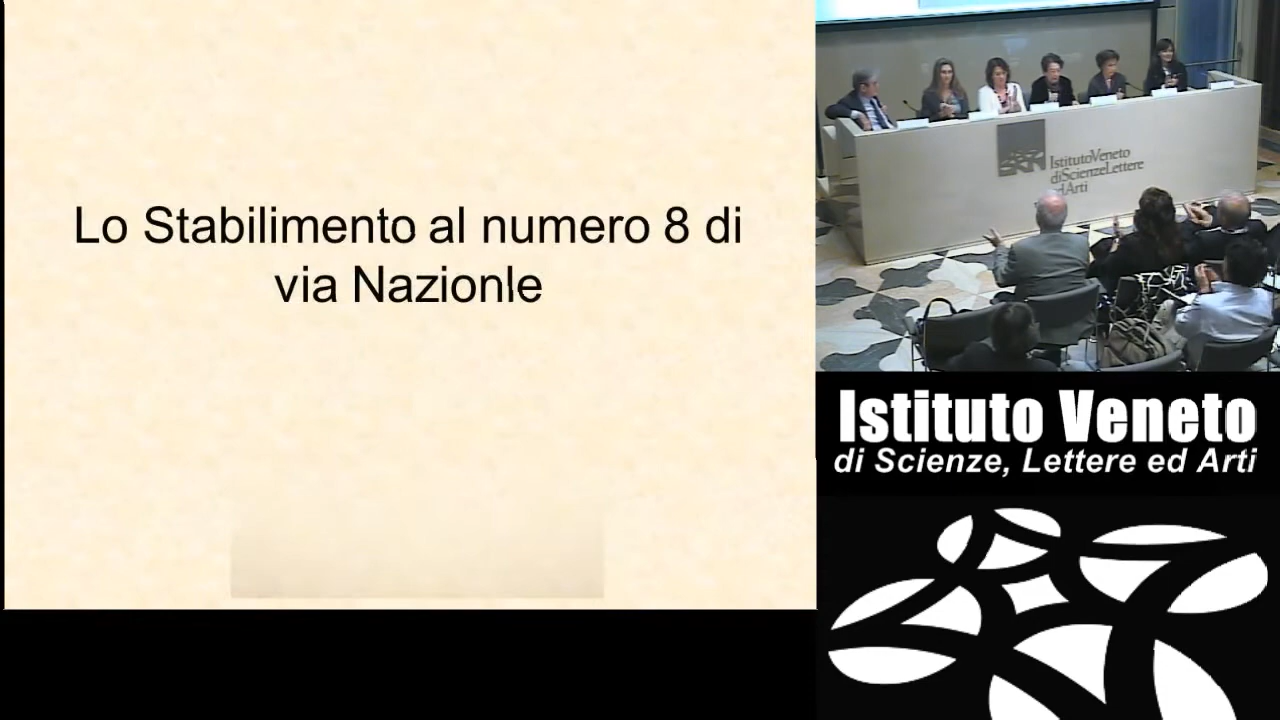 Lo Stabilimento al numero 8 di
via Nazionle
IstitutoVeneto
diScienzeLettere
edArti
Istituto Veneto
di Scienze, Lettere ed Arti